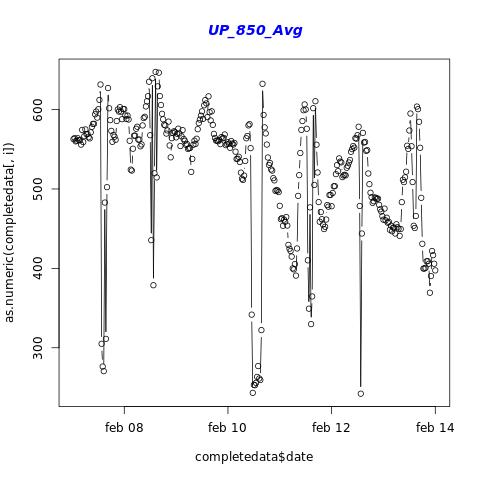 UP_850_Avg
600
500
400
300
as.numeric(completedata[, i])
feb 08
feb 10
feb 12
feb 14
completedata$date